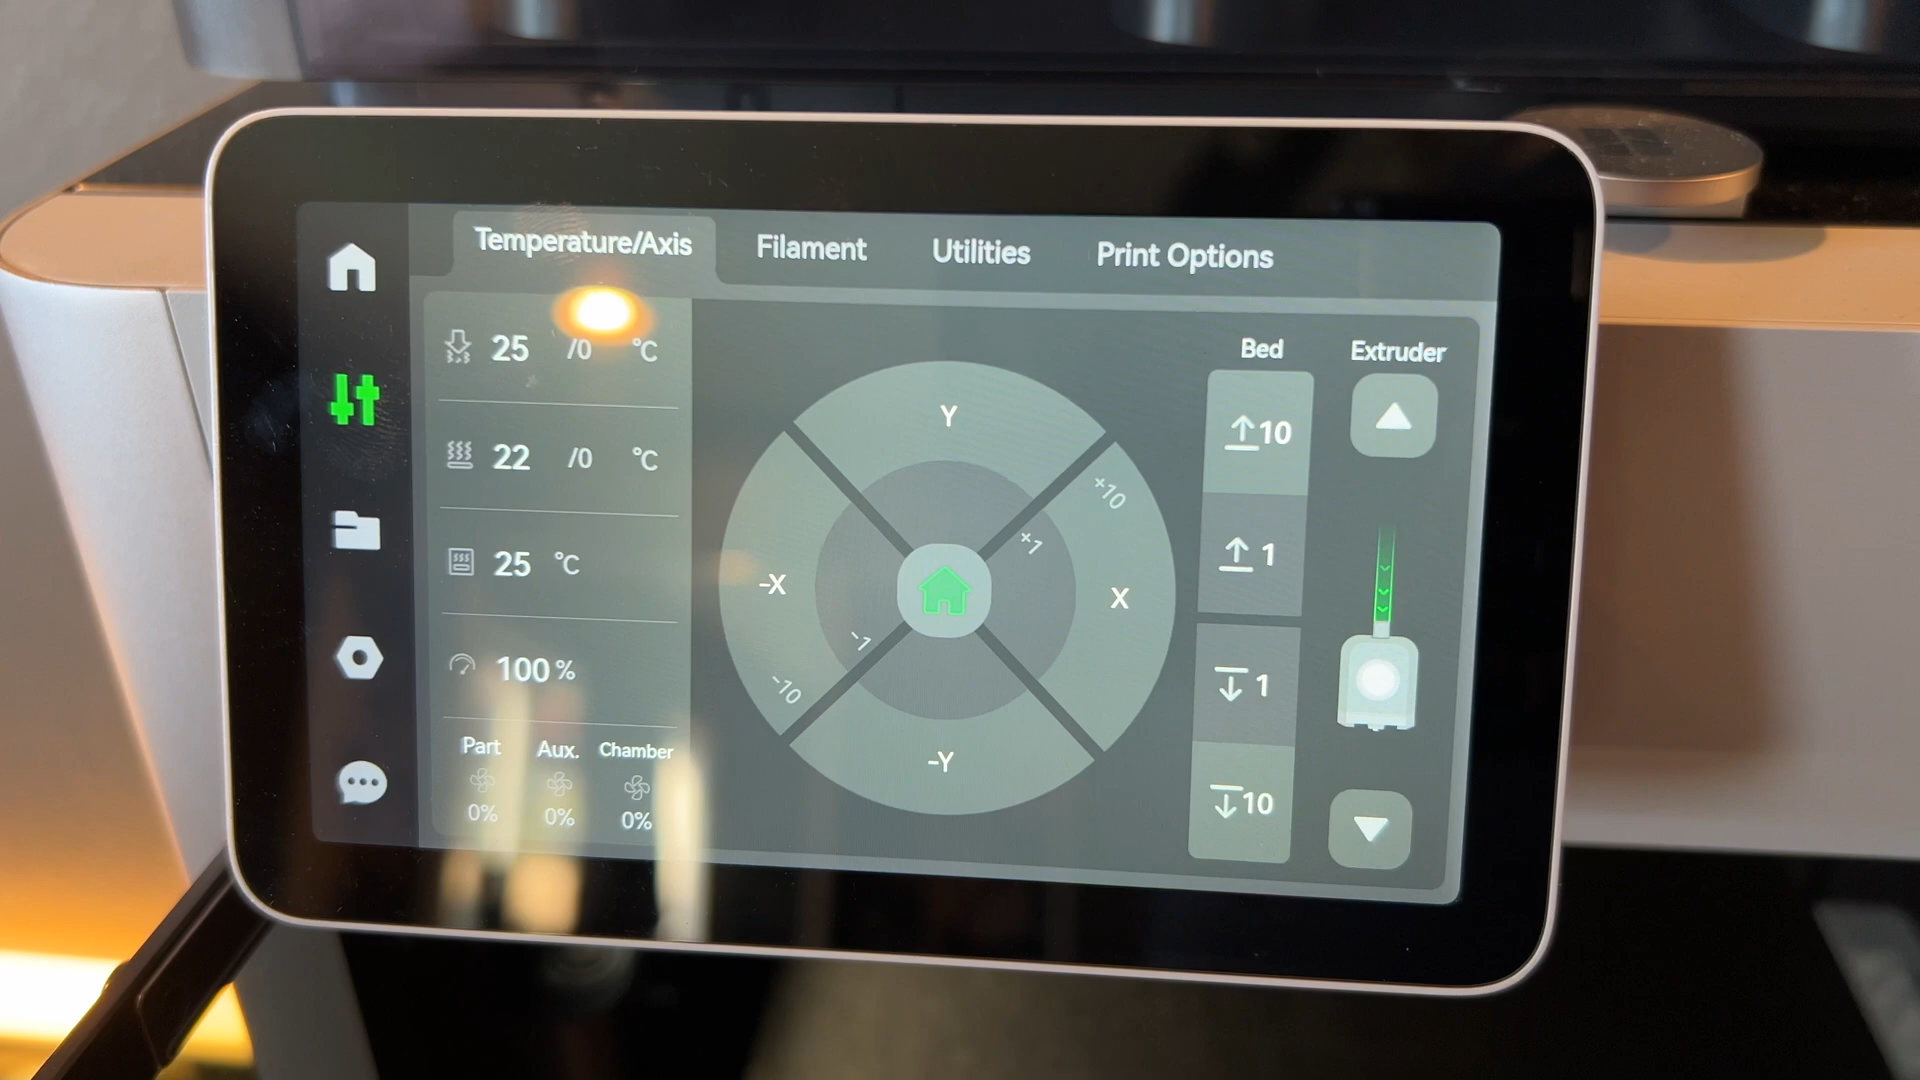 Temperature/Axis Filament Utilities Print Options
25 /0 °C
22 /0 °C
25 °C
100 %
Part Aux. Chamber
0% 0% 0%
Y
+10
+1
-X
X
-1
-10
-Y
Bed
10
1
1
10
Extruder